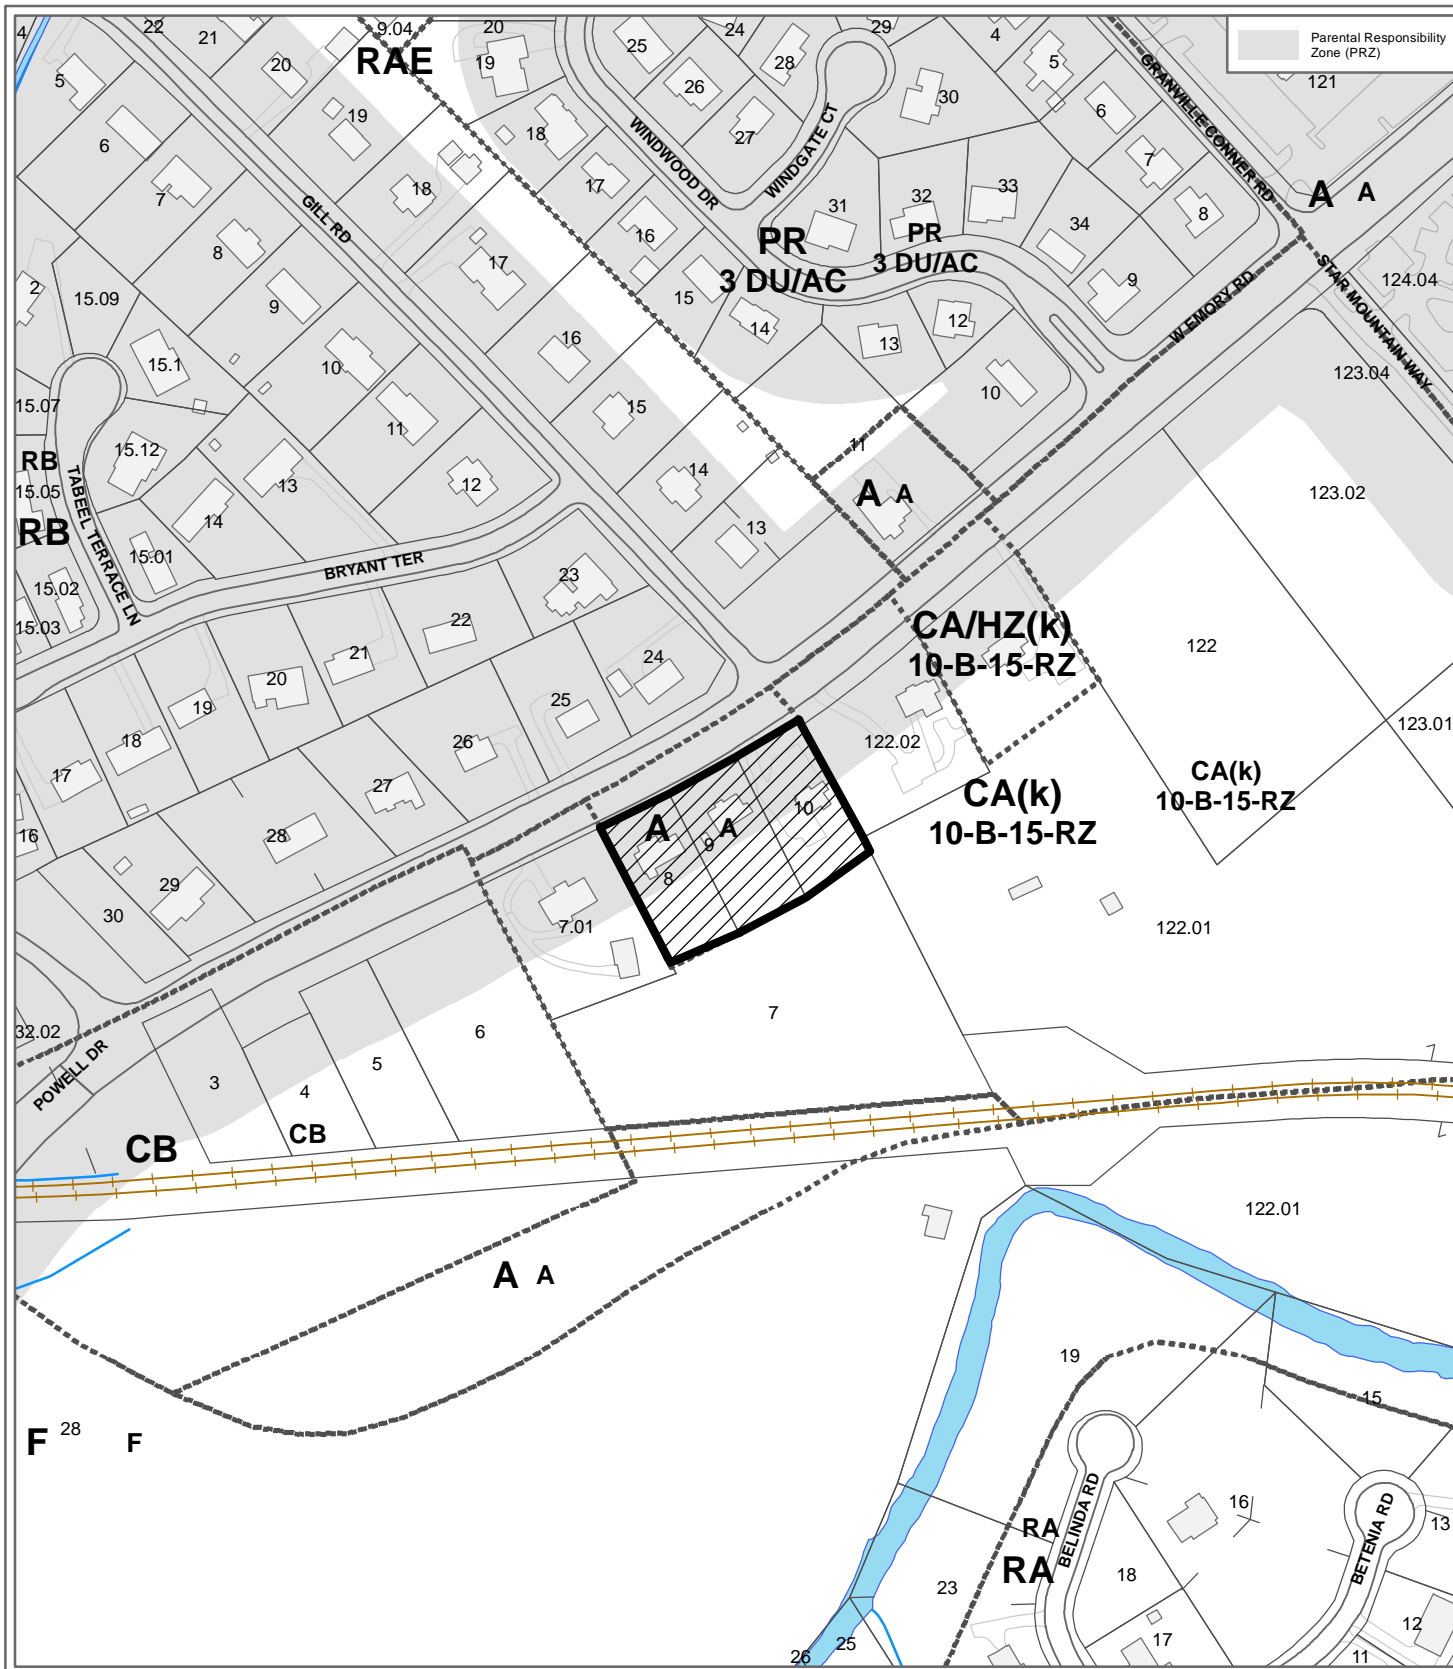 Parental Responsibility
Zone (PRZ)
4
22
21
20
5
6
7
8
9
10
11
12
19
18
17
16
15
14
13
9.04
RAE
20
19
18
17
16
15
14
13
12
10
11
24
25
26
27
28
29
30
31
32
33
34
4
5
6
7
8
9
121
GRANVILLE CONNER RD
WINDWOOD DR
WINDGATE CT
GILL RD
PR
3 DU/AC
PR
3 DU/AC
A
A
W EMORY RD
STAR MOUNTAIN WAY
124.04
123.04
123.02
123.01
122
2
15.09
15.1
15.07
15.12
RB
15.05
RB
15.02
15.03
15.01
14
13
TABEEL TERRACE LN
BRYANT TER
A
A
CA/HZ(k)
10-B-15-RZ
CA(k)
10-B-15-RZ
CA(k)
10-B-15-RZ
122.02
122.01
23
22
21
20
19
18
17
16
24
25
26
27
28
29
30
A
A
8
9
10
7.01
7
6
5
4
3
32.02
POWELL DR
CB
CB
A
A
F
28
F
122.01
19
15
16
13
BELINDA RD
BETENIA RD
RA
RA
18
17
12
11
23
25
26